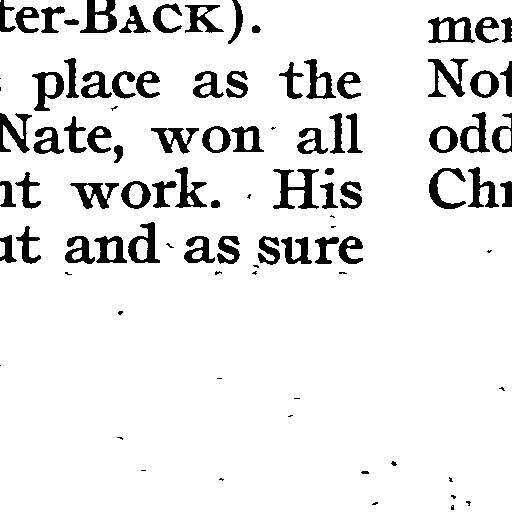 ter-BACK).
place as the
Nate, won all
nt work. His
ut and as sure
mer
Not
odd
Chr